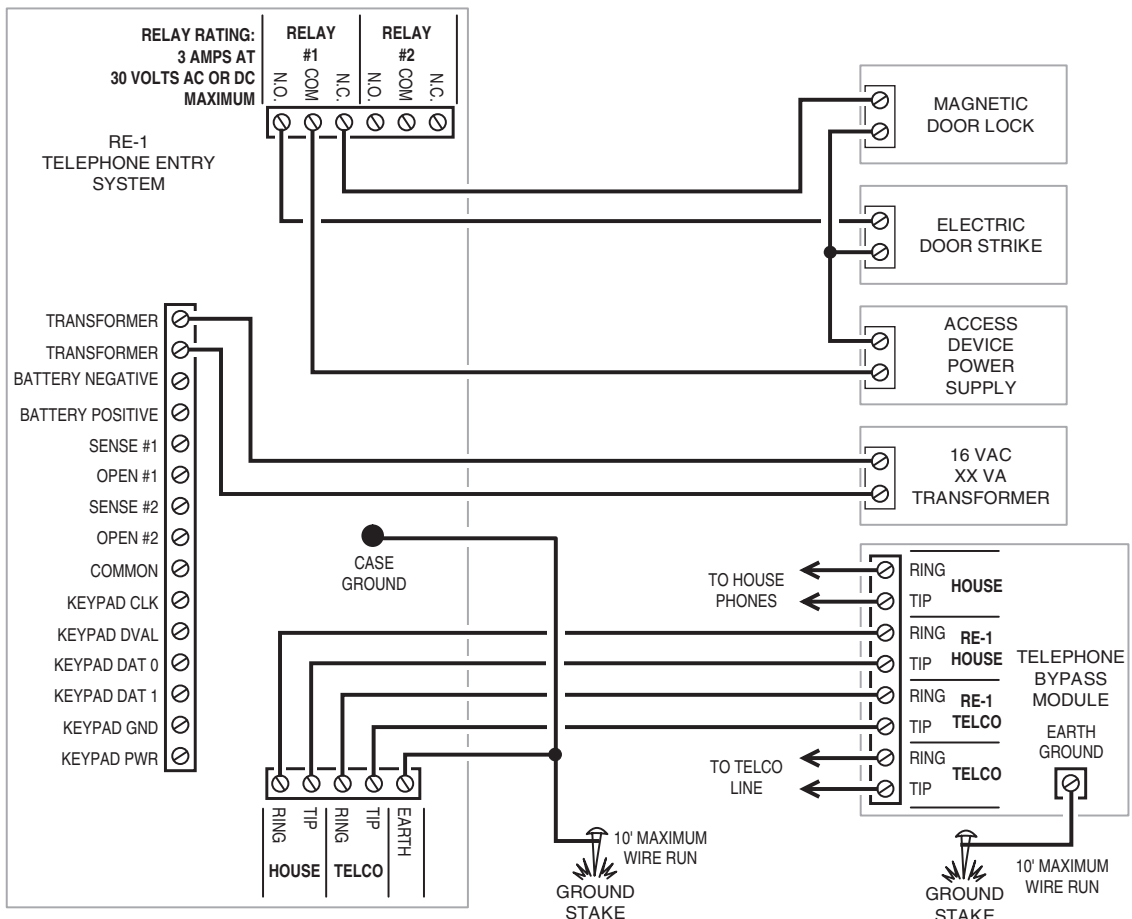 RELAY RATING:
3 AMPS AT
30 VOLTS AC OR DC
MAXIMUM
RELAY
#1
RELAY
#2
N.O.
COM
N.C.
N.O.
COM
N.C.
RE-1
TELEPHONE ENTRY
SYSTEM
MAGNETIC
DOOR LOCK
ELECTRIC
DOOR STRIKE
ACCESS
DEVICE
POWER
SUPPLY
16 VAC
XX VA
TRANSFORMER
TRANSFORMER
TRANSFORMER
BATTERY NEGATIVE
BATTERY POSITIVE
SENSE #1
OPEN #1
SENSE #2
OPEN #2
COMMON
KEYPAD CLK
KEYPAD DVAL
KEYPAD DAT 0
KEYPAD DAT 1
KEYPAD GND
KEYPAD PWR
CASE
GROUND
TO HOUSE
PHONES
RING
TIP
HOUSE
RING
TIP
RE-1
HOUSE
RING
TIP
RE-1
TELCO
RING
TIP
TELCO
TO TELCO
LINE
TELEPHONE
BYPASS
MODULE
EARTH
GROUND
RING
TIP
RING
TIP
EARTH
HOUSE
TELCO
10' MAXIMUM
WIRE RUN
GROUND
STAKE
10' MAXIMUM
WIRE RUN
GROUND
STAKE